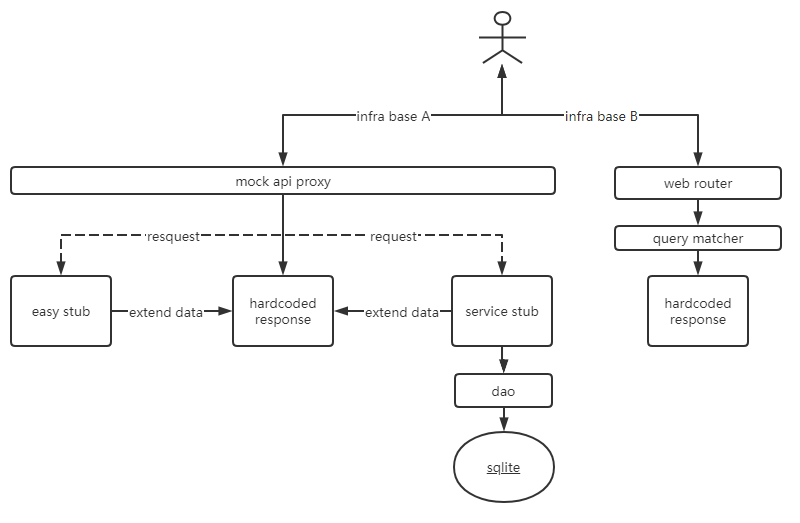 infra base A
infra base B
mock api proxy
web router
resquest
request
query matcher
easy stub
extend data
hardcoded
response
extend data
service stub
hardcoded
response
dao
sqlite